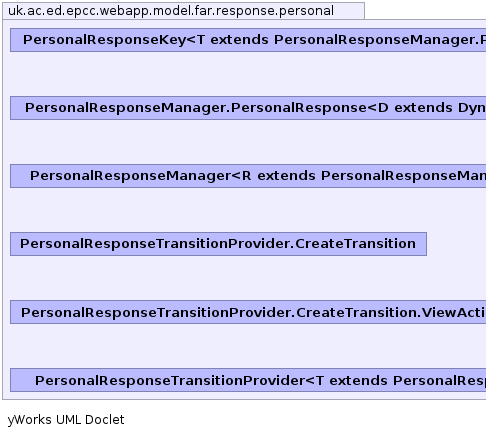 uk.ac.ed.epcc.webapp.model.far.response.personal
PersonalResponseKey<T extends PersonalResponseManager.P
PersonalResponseManager.PersonalResponse<D extends Dyn
PersonalResponseManager<R extends PersonalResponseMan
PersonalResponseTransitionProvider.CreateTransition
PersonalResponseTransitionProvider.CreateTransition.ViewActi
PersonalResponseTransitionProvider<T extends PersonalResp
yWorks UML Doclet